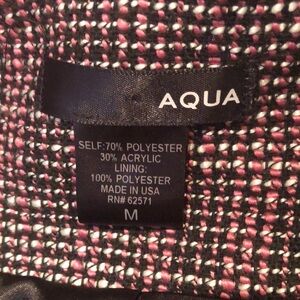 AQUA
SELF:70% POLYESTER
30% ACRYLIC
LINING:
100% POLYESTER
MADE IN USA
RN# 62571
M